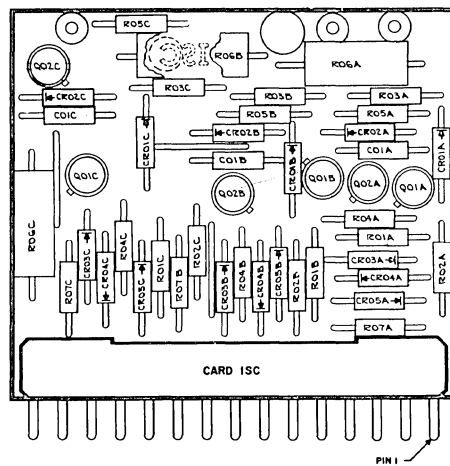 R05C
Q02C
R06B
R06A
R03C
CR02C
C01C
R03B
R05B
CR02B
C01B
R03A
R05A
CR02A
C01A
CR01C
CR01B
CR01A
Q01C
Q02B
Q01B
Q02A
Q01A
R06C
R04A
R01A
CR03A
CR04A
CR05A
R07A
R02A
R07C
CR03C
CR04C
R04C
CR05C
R01C
R07B
R02C
CR03B
R04B
CR04B
CR05B
R02B
R01B
CARD ISC
PIN 1